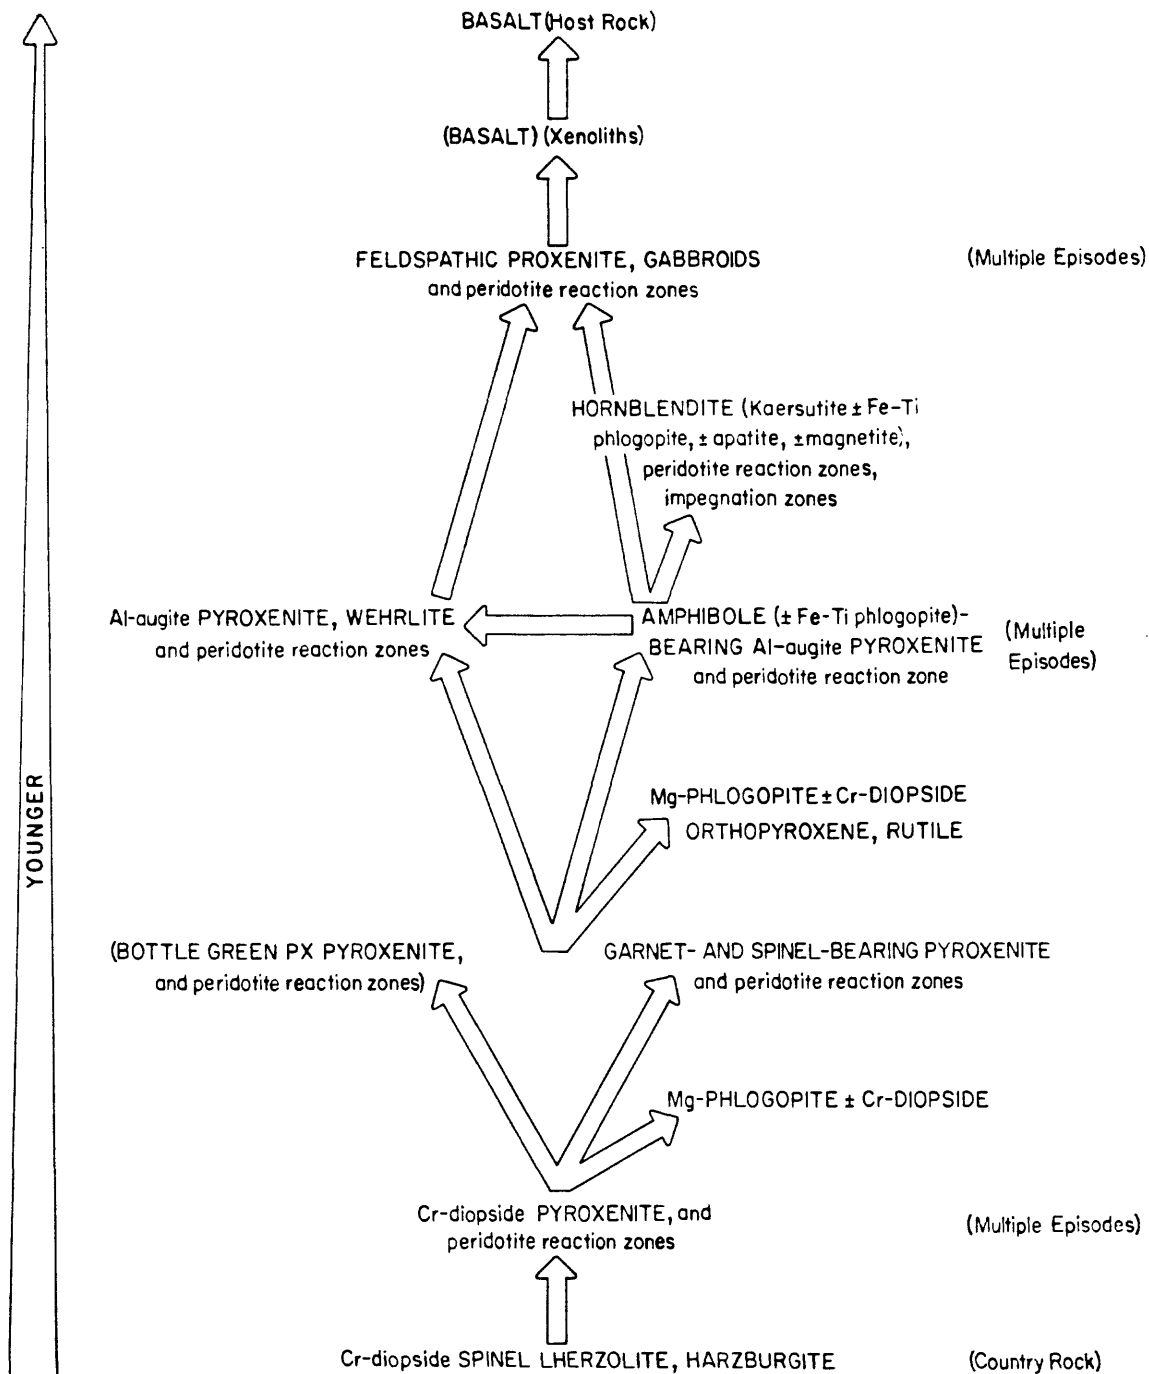 BASALT (Host Rock)
(BASALT) (Xenoliths)
FELDSPATHIC PROXENITE, GABBROIDS
and peridotite reaction zones
(Multiple Episodes)
HORNBLENDITE (Kaersutite ± Fe-Ti
phlogopite, ± apatite, ±magnetite),
peridotite reaction zones,
impegnation zones
Al-augite PYROXENITE, WEHRLITE
and peridotite reaction zones
AMPHIBOLE (± Fe-Ti phlogopite)-
BEARING Al-augite PYROXENITE
and peridotite reaction zone
(Multiple
Episodes)
YOUNGER
Mg-PHLOGOPITE ± Cr-DIOPSIDE
ORTHOPYROXENE, RUTILE
(BOTTLE GREEN PX PYROXENITE,
and peridotite reaction zones)
GARNET- AND SPINEL-BEARING PYROXENITE
and peridotite reaction zones
Mg-PHLOGOPITE ± Cr-DIOPSIDE
Cr-diopside PYROXENITE, and
peridotite reaction zones
(Multiple Episodes)
Cr-diopside SPINEL LHERZOLITE, HARZBURGITE
(Country Rock)